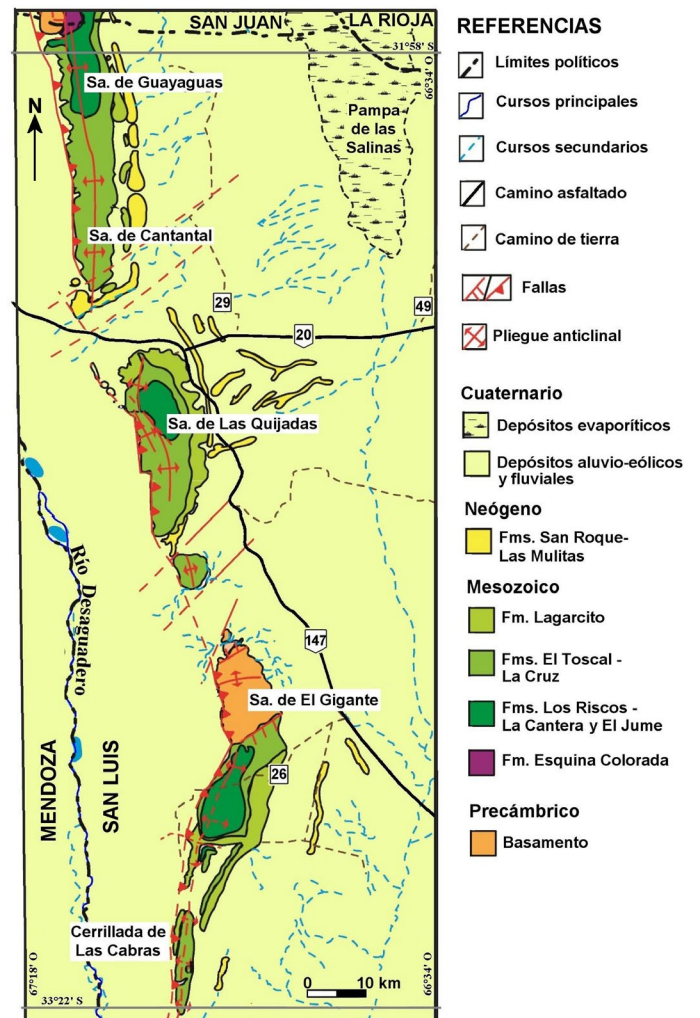 SAN JUAN
LA RIOJA
31°58' S
66°34' O
Sa. de Guayaguas
N
Pampa
de las
Salinas
Sa. de Cantantal
29
49
20
Sa. de Las Quijadas
Río Desaguadero
147
Sa. de El Gigante
26
MENDOZA
SAN LUIS
Cerrillada de
Las Cabras
0 10 km
67°18' O
33°22' S
66°34' O
REFERENCIAS
Límites políticos
Cursos principales
Cursos secundarios
Camino asfaltado
Camino de tierra
Fallas
Pliegue anticlinal
Cuaternario
Depósitos evaporíticos
Depósitos aluvio-eólicos
y fluviales
Neógeno
Fms. San Roque-
Las Mulitas
Mesozoico
Fm. Lagarcito
Fms. El Toscal -
La Cruz
Fms. Los Riscos -
La Cantera y El Jume
Fm. Esquina Colorada
Precámbrico
Basamento